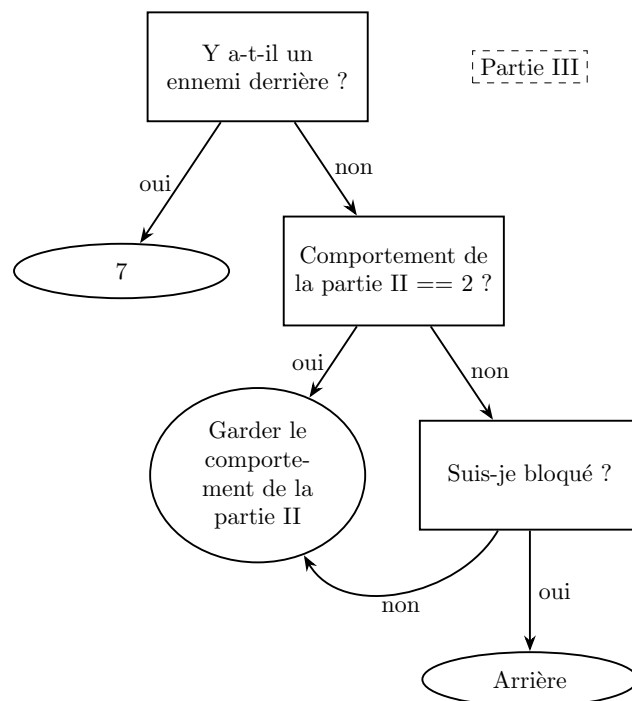 Y a-t-il un
ennemi derrière ?
Partie III
oui
non
7
Comportement de
la partie II == 2 ?
oui
non
Garder le
comporte-
ment de la
partie II
Suis-je bloqué ?
non
oui
Arrière